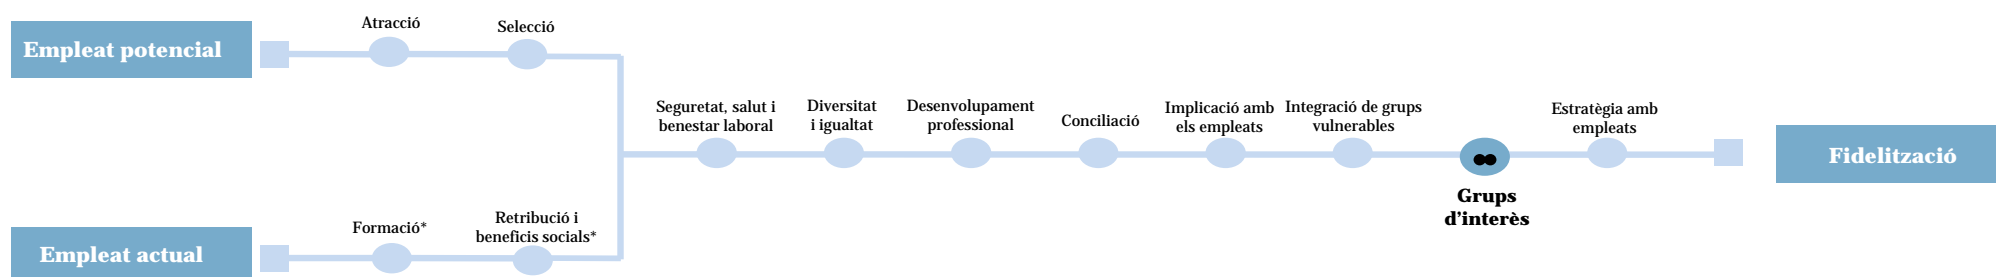 Empleat potencial
Atracció
Selecció
Seguretat, salut i
benestar laboral
Diversitat
i igualtat
Desenvolupament
professional
Conciliació
Implicació amb
els empleats
Integració de grups
vulnerables
Grups
d’interès
Estratègia amb
empleats
Fidelització
Empleat actual
Formació*
Retribució i
beneficis socials*